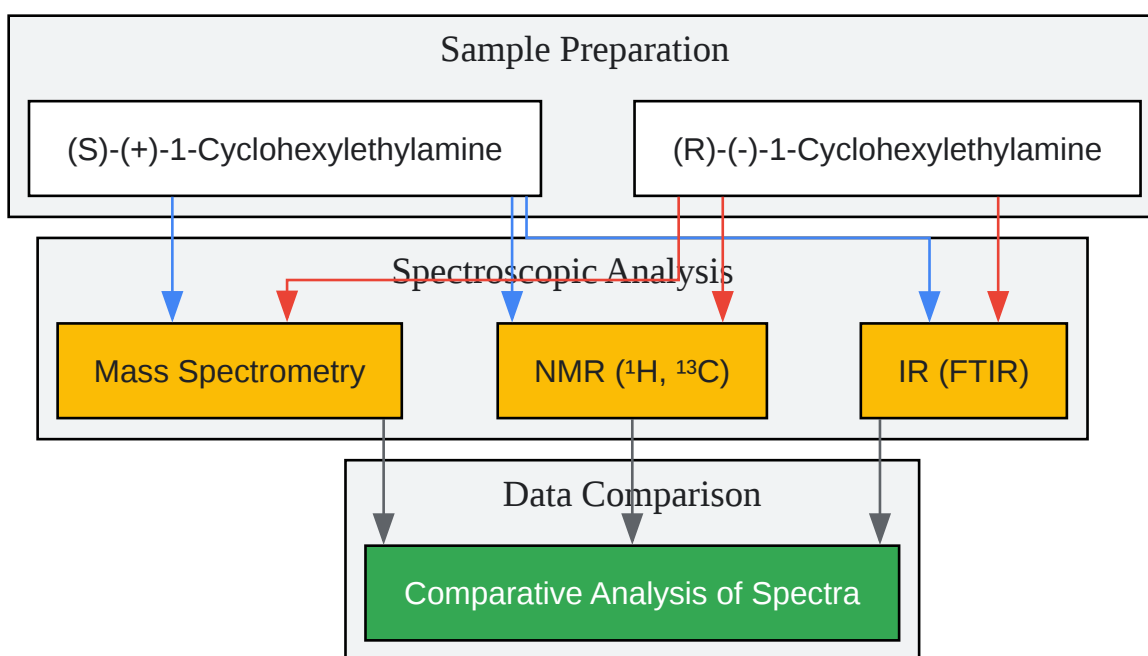 Sample Preparation
(S)-(+)-1-Cyclohexylethylamine
(R)-(-)-1-Cyclohexylethylamine
Spectroscopic Analysis
Mass Spectrometry
NMR (¹H, ¹³C)
IR (FTIR)
Data Comparison
Comparative Analysis of Spectra